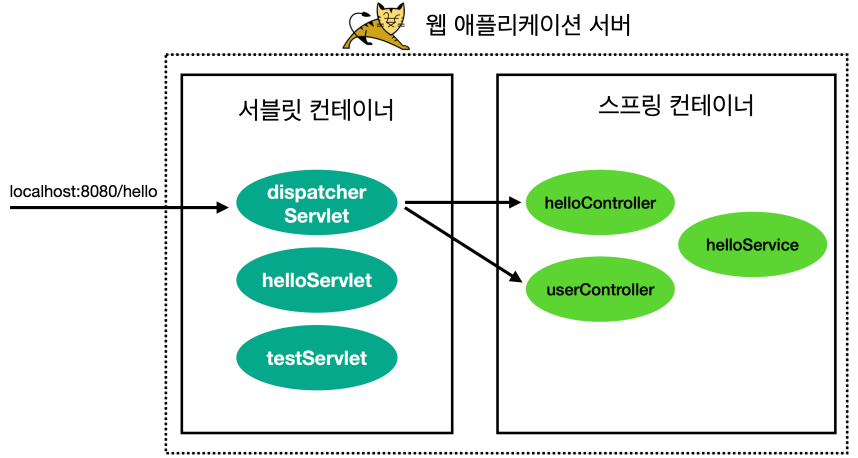 웹 애플리케이션 서버
서블릿 컨테이너
스프링 컨테이너
localhost:8080/hello
dispatcher
Servlet
helloController
helloService
helloServlet
userController
testServlet